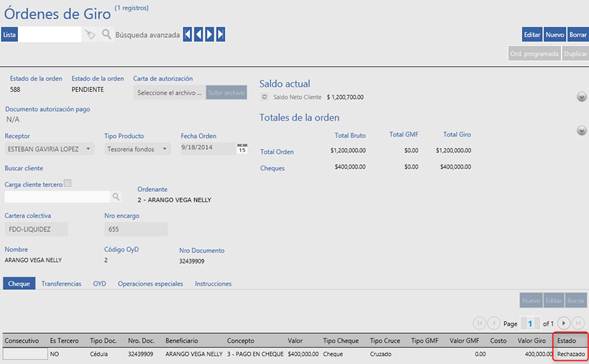 Órdenes de Giro (1 registros)
Lista Búsqueda avanzada Editar Nuevo Borrar
Ord. programada Duplicar
Estado de la orden Estado de la orden Carta de autorización
588 PENDIENTE Seleccione el archivo ... Subir archivo
Saldo actual
Saldo Neto Cliente $ 1,200,700.00
Documento autorización pago
N/A
Totales de la orden
Receptor Tipo Producto Fecha Orden
ESTEBAN GAVIRIA LOPEZ Tesoreria fondos 9/18/2014 15
Total Bruto Total GMF Total Giro
Total Orden $1,200,000.00 $0.00 $1,200,000.00
Cheques $400,000.00 $0.00 $400,000.00
Buscar cliente
Carga cliente tercero
Ordenante
2 - ARANGO VEGA NELLY
Cartera colectiva Nro encargo
FDO-LIQUIDEZ 655
Nombre Código OyD Nro Documento
ARANGO VEGA NELLY 2 32439909
Cheque Transferencias OYD Operaciones especiales Instrucciones
Nuevo Editar Borrar
Page 1 of 1
Consecutivo Es Tercero Tipo Doc. Nro. Doc. Beneficiario Concepto Valor Tipo Cheque Tipo Cruce Tipo GMF Valor GMF Costo Valor Giro Estado
NO Cédula 32439909 ARANGO VEGA NELLY 3 - PAGO EN CHEQUE $400,000.00 Cheque Cruzado 0.00 400,000.00 Rechazado